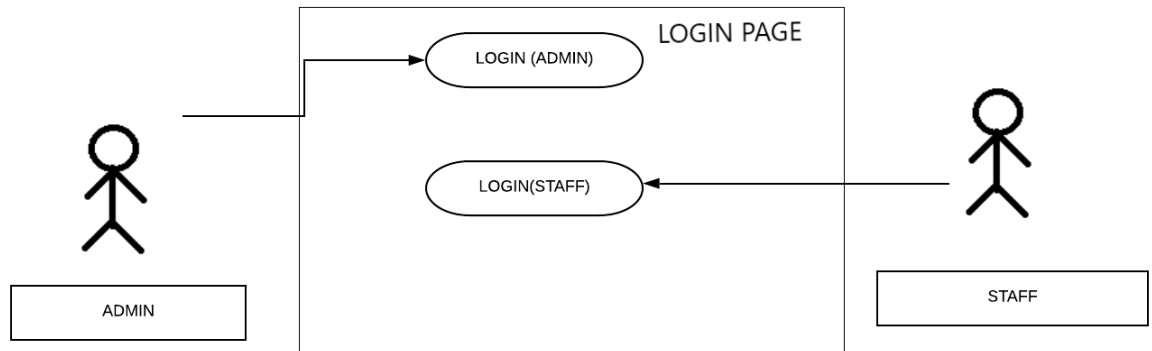 LOGIN PAGE
LOGIN (ADMIN)
LOGIN(STAFF)
ADMIN
STAFF